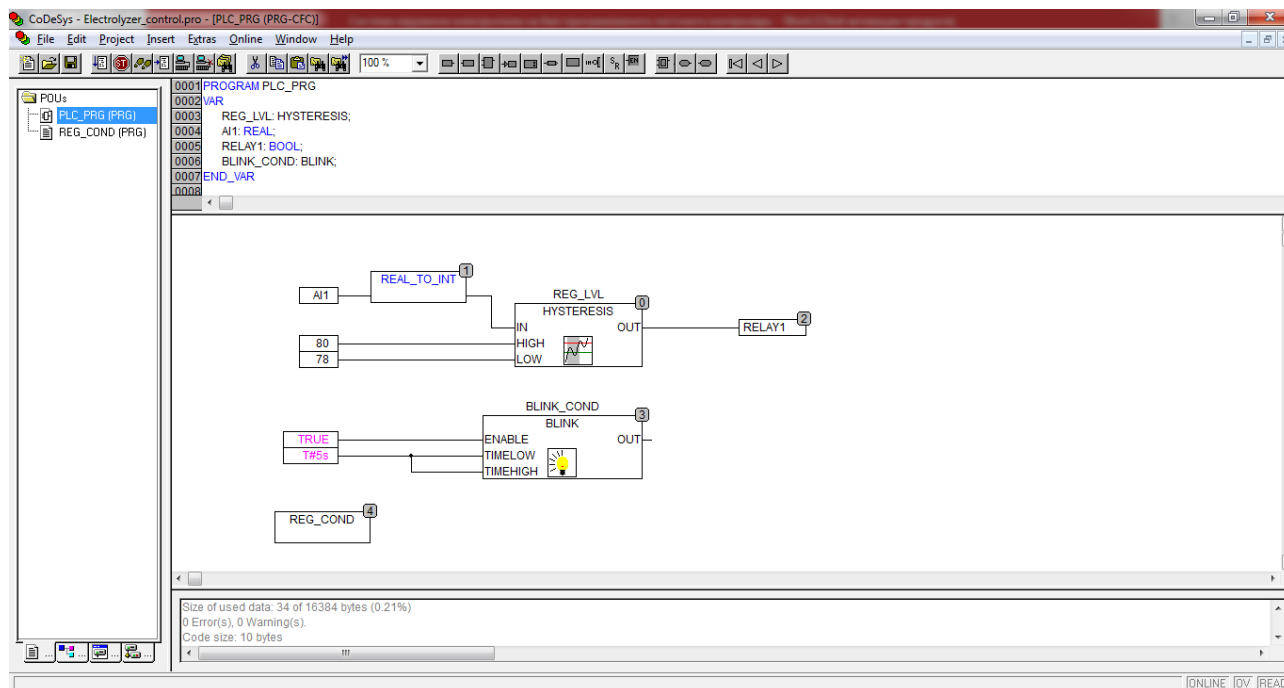 CoDeSys - Electrolyzer_control.pro - [PLC_PRG (PRG-CFC)]
File Edit Project Insert Extras Online Window Help
100 %
POUs
PLC_PRG (PRG)
REG_COND (PRG)
0001 PROGRAM PLC_PRG
0002 VAR
0003 REG_LVL: HYSTERESIS;
0004 AI1: REAL;
0005 RELAY1: BOOL;
0006 BLINK_COND: BLINK;
0007 END_VAR
0008
REAL_TO_INT 1
AI1
REG_LVL 0
HYSTERESIS
IN OUT
RELAY1 2
80 HIGH
78 LOW
BLINK_COND 3
BLINK
TRUE ENABLE OUT
T#5s TIMELOW
TIMEHIGH
REG_COND 4
Size of used data: 34 of 16384 bytes (0.21%)
0 Error(s), 0 Warning(s).
Code size: 10 bytes
ONLINE OV READ